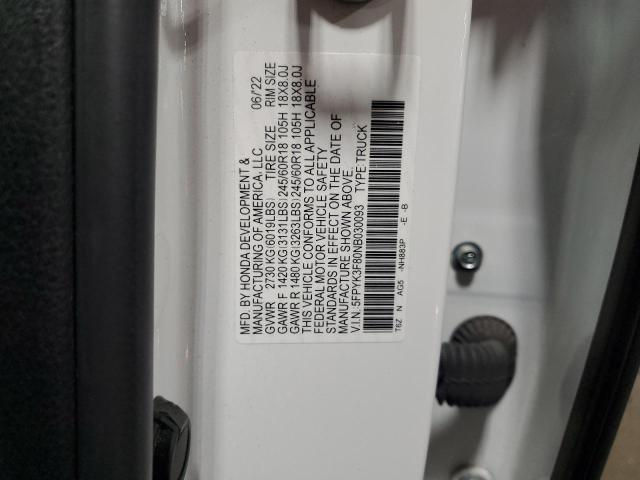 MFD. BY HONDA DEVELOPMENT &
MANUFACTURING OF AMERICA, LLC 06/'22
GVWR 2730 KG(6019LBS) TIRE SIZE RIM SIZE
GAWR F 1420 KG(3131LBS)245/60R18 105H 18X8.0J
GAWR R 1480 KG(3263LBS)245/60R18 105H 18X8.0J
THIS VEHICLE CONFORMS TO ALL APPLICABLE
FEDERAL MOTOR VEHICLE SAFETY
STANDARDS IN EFFECT ON THE DATE OF
MANUFACTURE SHOWN ABOVE.
V.I.N. 5FPYK3F80NB030093 TYPE TRUCK
T6Z N AG5 -NH883P -E -B